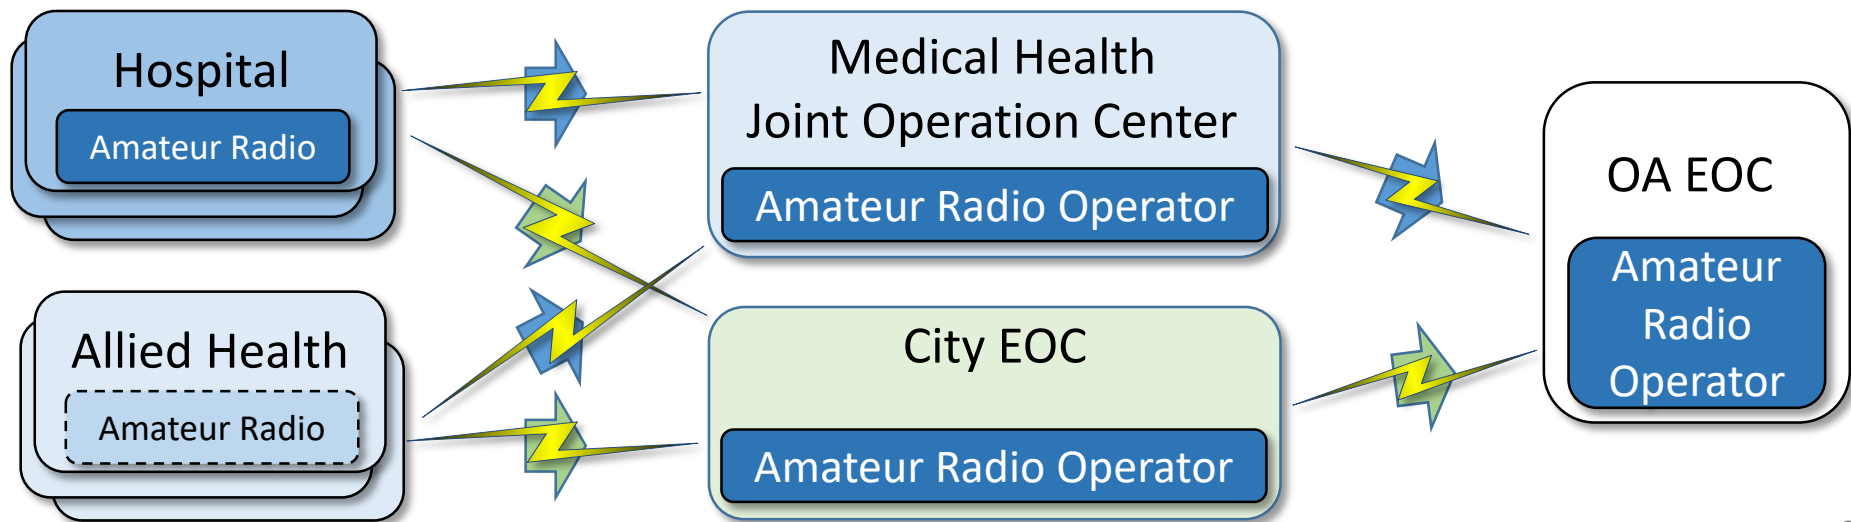 Hospital
Amateur Radio
Allied Health
Amateur Radio
Medical Health
Joint Operation Center
Amateur Radio Operator
City EOC
Amateur Radio Operator
OA EOC
Amateur
Radio
Operator